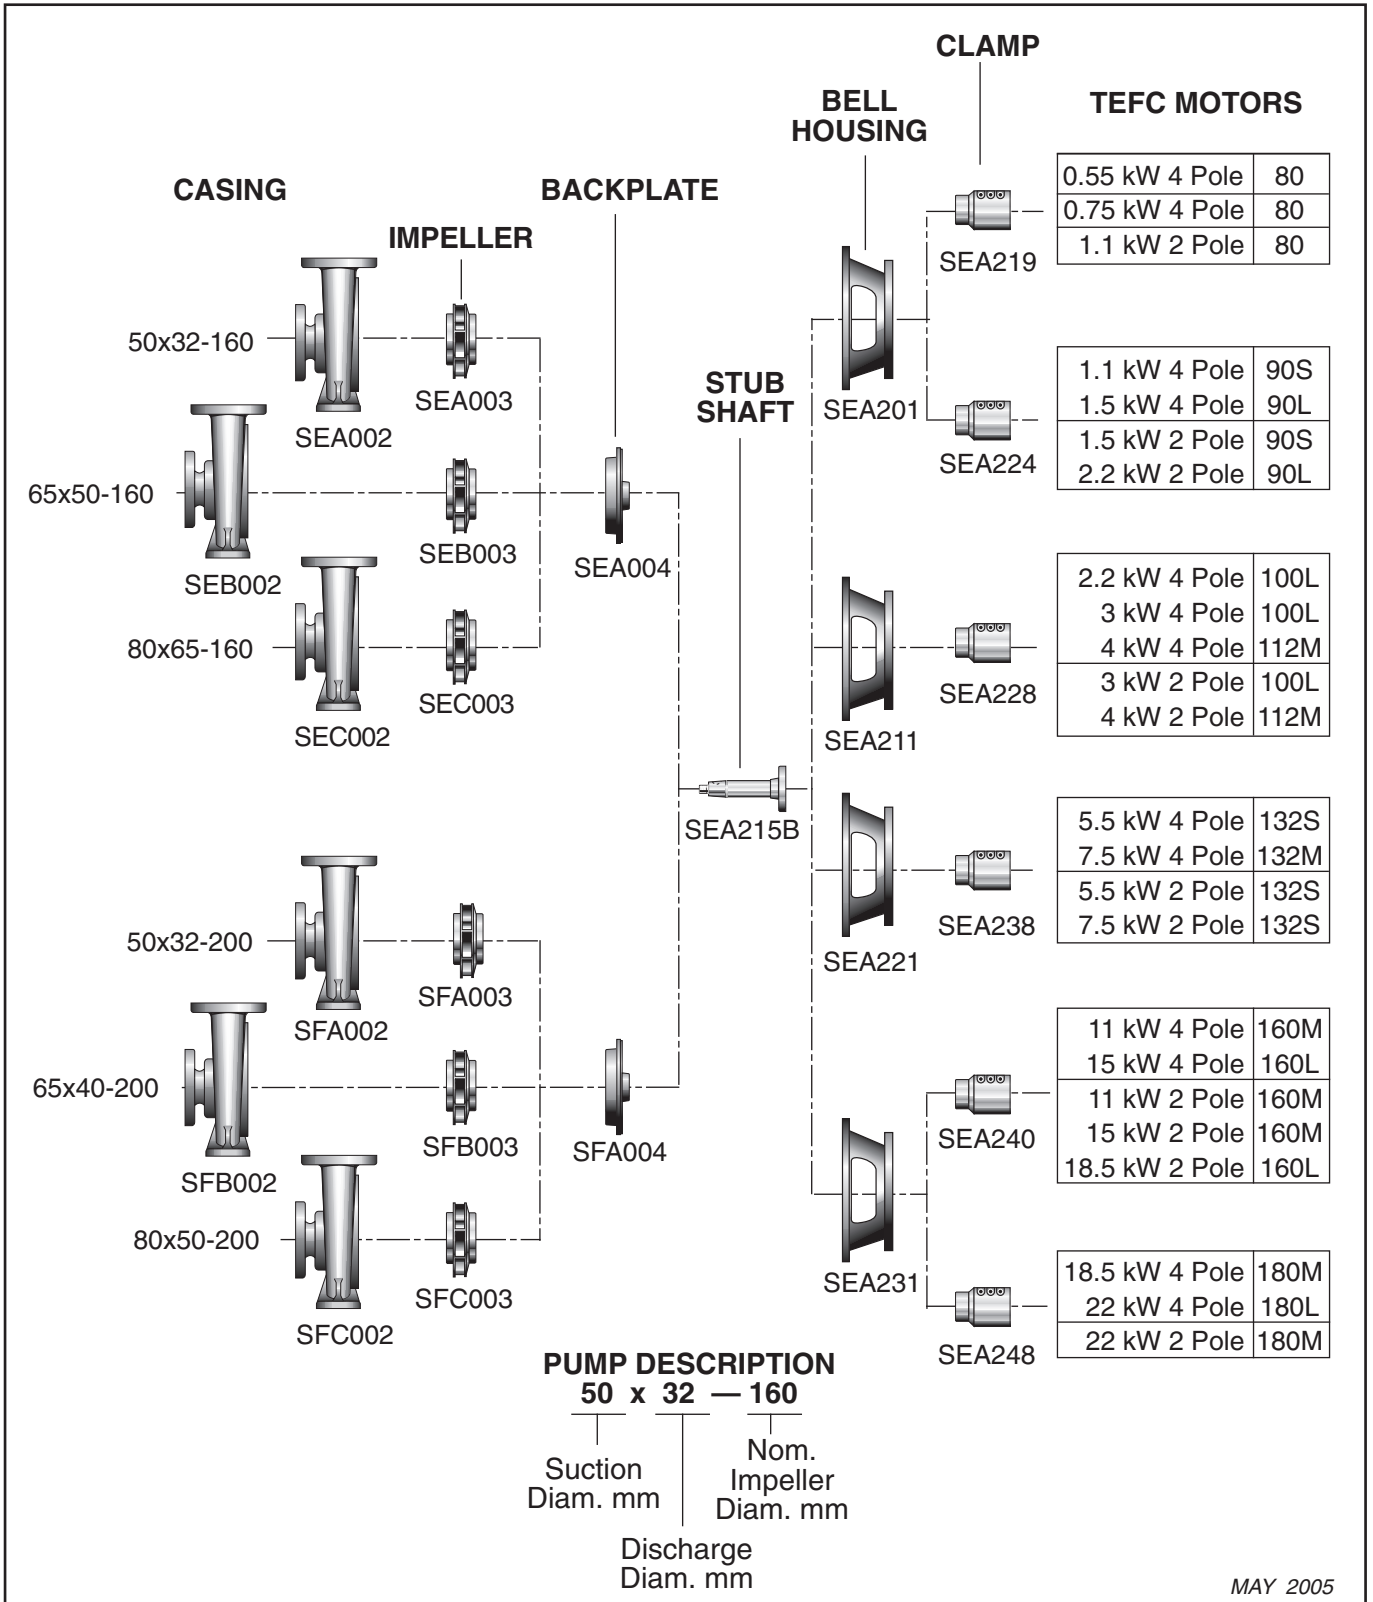 CLAMP
BELL
HOUSING
TEFC MOTORS
CASING
BACKPLATE
IMPELLER
STUB
SHAFT
50x32-160
SEA002
SEA003
65x50-160
SEB002
SEB003
SEA004
80x65-160
SEC002
SEC003
SEA215B
50x32-200
SFA002
SFA003
65x40-200
SFB002
SFB003
SFA004
80x50-200
SFC002
SFC003
SEA201
SEA219
0.55 kW 4 Pole 80
0.75 kW 4 Pole 80
1.1 kW 2 Pole 80
SEA224
1.1 kW 4 Pole 90S
1.5 kW 4 Pole 90L
1.5 kW 2 Pole 90S
2.2 kW 2 Pole 90L
SEA211
SEA228
2.2 kW 4 Pole 100L
3 kW 4 Pole 100L
4 kW 4 Pole 112M
3 kW 2 Pole 100L
4 kW 2 Pole 112M
SEA221
SEA238
5.5 kW 4 Pole 132S
7.5 kW 4 Pole 132M
5.5 kW 2 Pole 132S
7.5 kW 2 Pole 132S
SEA231
SEA240
11 kW 4 Pole 160M
15 kW 4 Pole 160L
11 kW 2 Pole 160M
15 kW 2 Pole 160M
18.5 kW 2 Pole 160L
SEA248
18.5 kW 4 Pole 180M
22 kW 4 Pole 180L
22 kW 2 Pole 180M
PUMP DESCRIPTION
50 x 32 — 160
Suction
Diam. mm
Discharge
Diam. mm
Nom.
Impeller
Diam. mm
MAY 2005